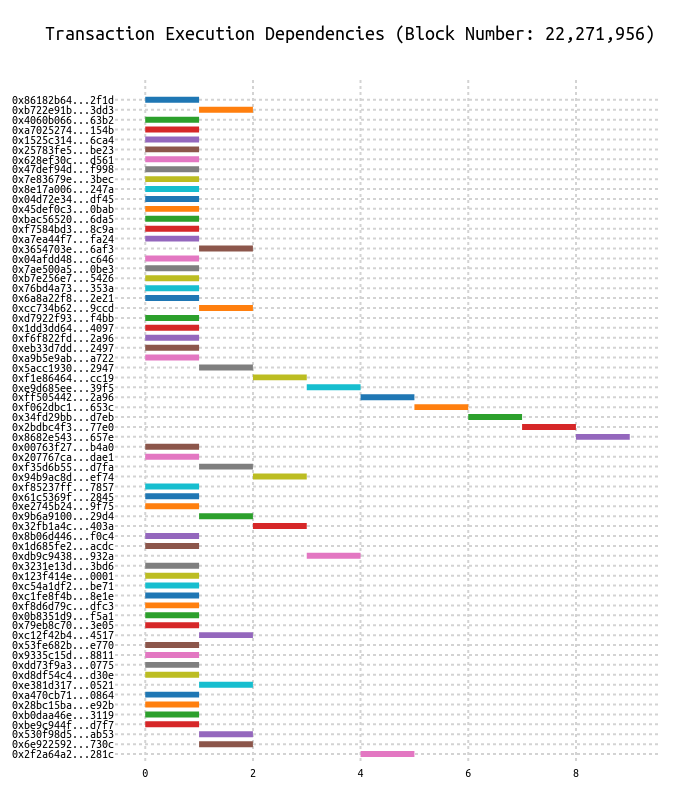 Transaction Execution Dependencies (Block Number: 22,271,956)
0x86182b64...2f1d
0xb722e91b...3dd3
0x4060b066...63b2
0xa7025274...154b
0x1525c314...6ca4
0x25783fe5...be23
0x628ef30c...d561
0x47def94d...f998
0x7e83679e...3bec
0x8e17a006...247a
0x04d72e34...df45
0x45def0c3...0bab
0xbac56520...6da5
0xf7584bd3...8c9a
0xa7ea44f7...fa24
0x3654703e...6af3
0x04afdd48...c646
0x7ae500a5...0be3
0xb7e256e7...5426
0x76bd4a73...353a
0x6a8a22f8...2e21
0xcc734b62...9ccd
0xd7922f93...f4bb
0x1dd3dd64...4097
0xf6f822fd...2a96
0xeb33d7dd...2497
0xa9b5e9ab...a722
0x5acc1930...2947
0xf1e86464...cc19
0xe9d685ee...39f5
0xff505442...2a96
0xf062dbc1...653c
0x34fd29bb...d7eb
0x2bdbc4f3...77e0
0x8682e543...657e
0x00763f27...b4a0
0x207767ca...dae1
0xf35d6b55...d7fa
0x94b9ac8d...ef74
0xf85237ff...7857
0x61c5369f...2845
0xe2745b24...9f75
0x9b6a9100...29d4
0x32fb1a4c...403a
0x8b06d446...f0c4
0x1d685fe2...acdc
0xdb9c9438...932a
0x3231e13d...3bd6
0x123f414e...0001
0xc54a1df2...be71
0xc1fe8f4b...8e1e
0xf8d6d79c...dfc3
0x0b8351d9...f5a1
0x79eb8c70...3e05
0xc12f42b4...4517
0x53fe682b...e770
0x9335c15d...8811
0xdd73f9a3...0775
0xd8df54c4...d30e
0xe381d317...0521
0xa470cb71...0864
0x28bc15ba...e92b
0xb0daa46e...3119
0xbe9c944f...d7f7
0x530f98d5...ab53
0x6e922592...730c
0x2f2a64a2...281c
0 2 4 6 8